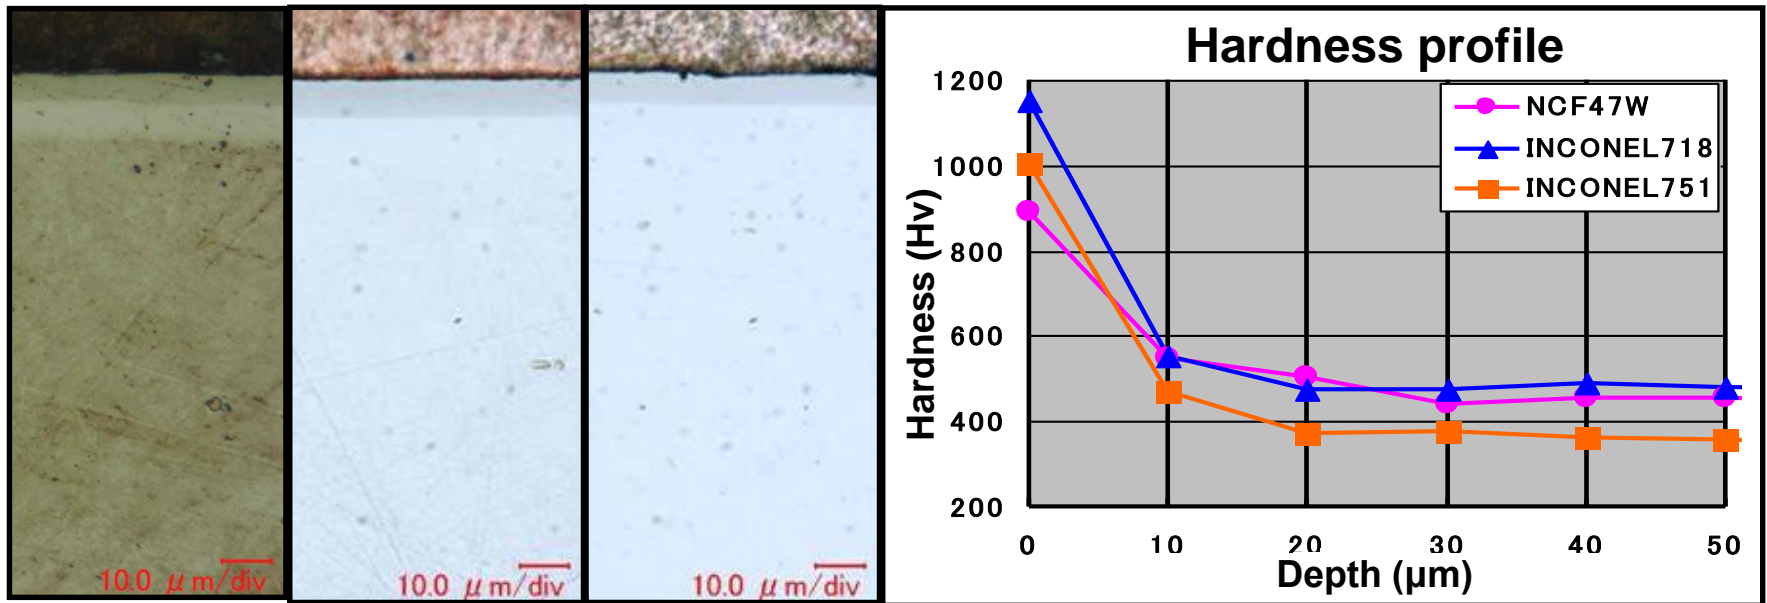 10.0 μm/div
10.0 μm/div
10.0 μm/div
Hardness profile
1200
1000
800
600
400
200
Hardness (Hv)
NCF47W
INCONEL718
INCONEL751
0 10 20 30 40 50
Depth (μm)